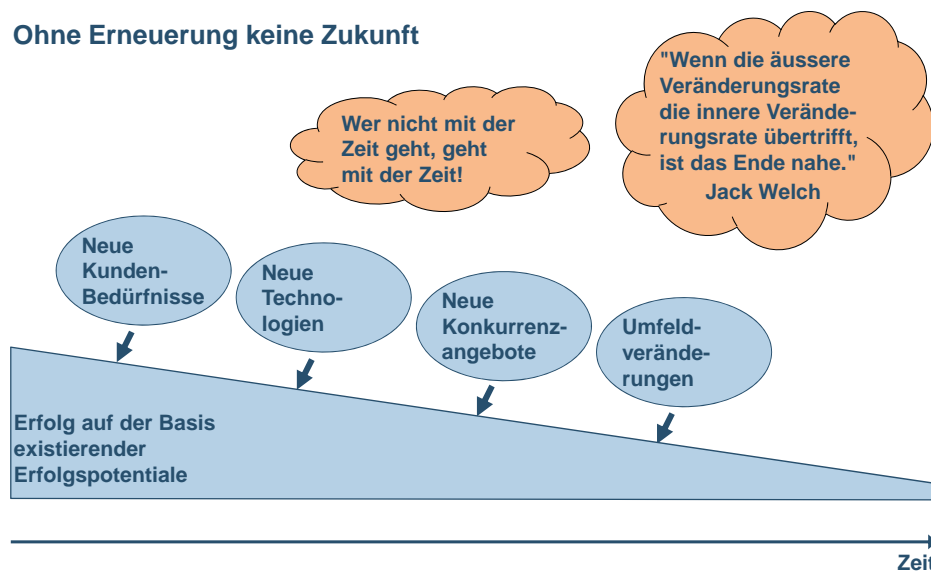 Ohne Erneuerung keine Zukunft
"Wenn die äussere
Veränderungsrate
die innere Verände-
rungsrate übertrifft,
ist das Ende nahe."
Jack Welch
Wer nicht mit der
Zeit geht, geht
mit der Zeit!
Neue
Kunden-
Bedürfnisse
Neue
Techno-
logien
Neue
Konkurrenz-
angebote
Umfeld-
verände-
rungen
Erfolg auf der Basis
existierender
Erfolgspotentiale
Zeit